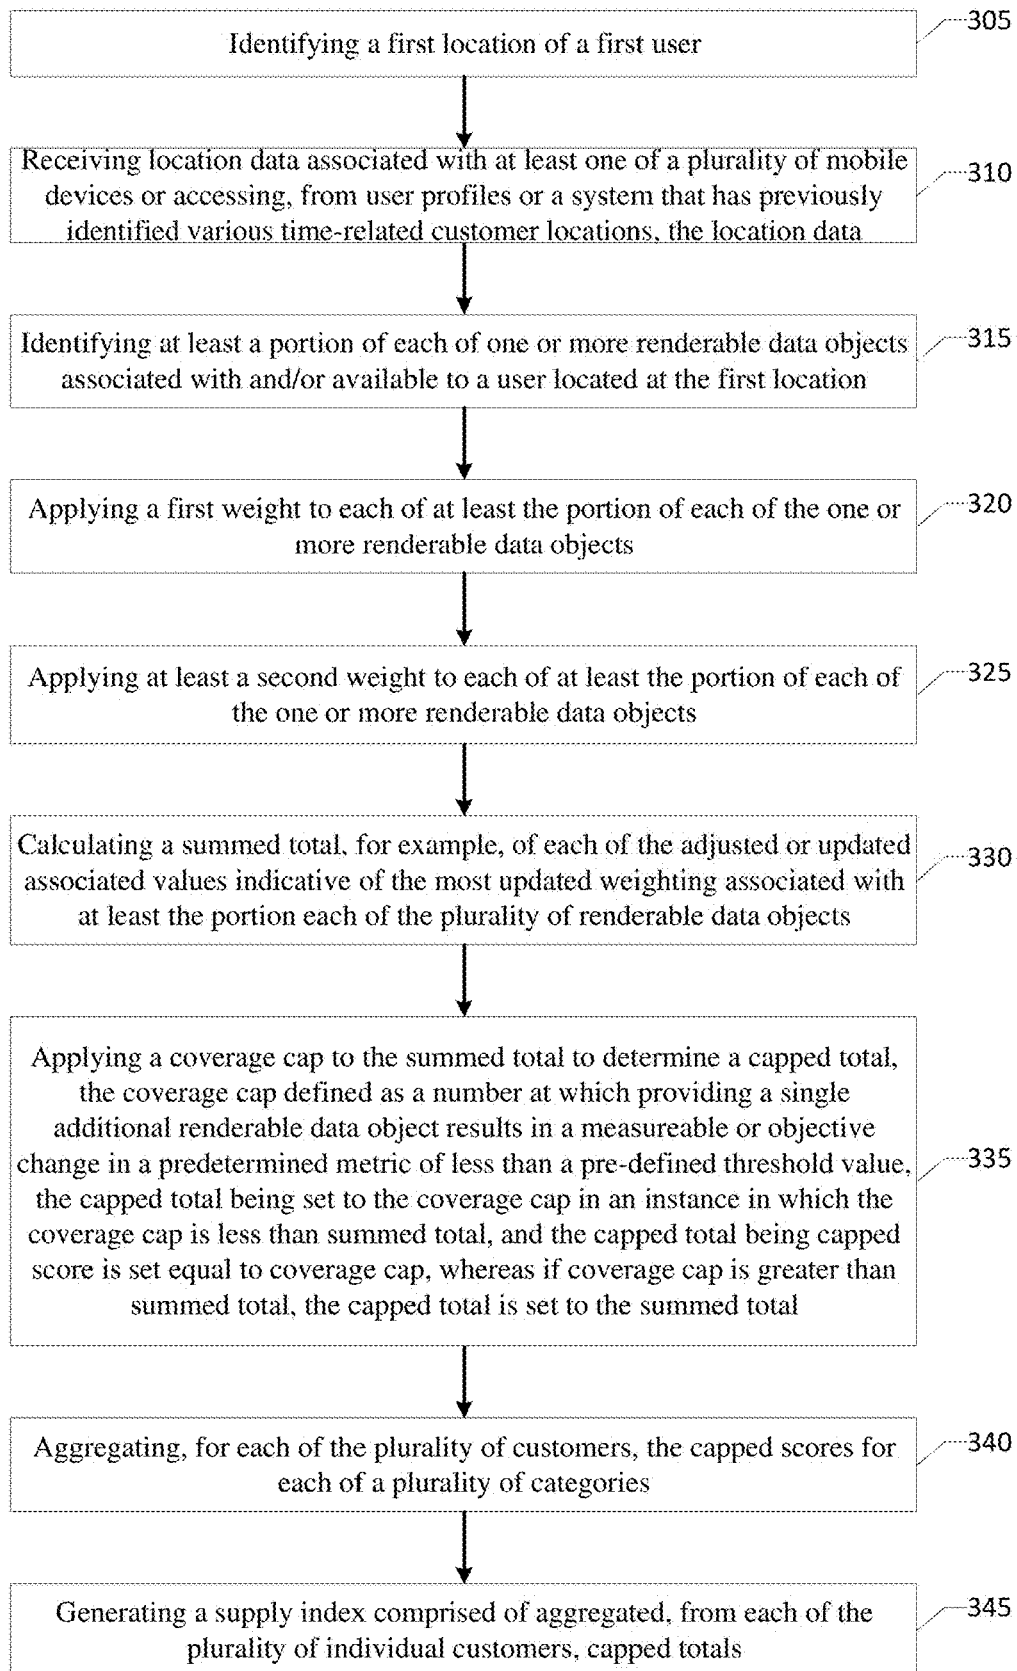 305
Identifying a first location of a first user
Receiving location data associated with at least one of a plurality of mobile
devices or accessing, from user profiles or a system that has previously
identified various time-related customer locations, the location data
310
Identifying at least a portion of each of one or more renderable data objects
associated with and/or available to a user located at the first location
315
Applying a first weight to each of at least the portion of each of the one or
more renderable data objects
320
Applying at least a second weight to each of at least the portion of each of
the one or more renderable data objects
325
Calculating a summed total, for example, of each of the adjusted or updated
associated values indicative of the most updated weighting associated with
at least the portion each of the plurality of renderable data objects
330
Applying a coverage cap to the summed total to determine a capped total,
the coverage cap defined as a number at which providing a single
additional renderable data object results in a measureable or objective
change in a predetermined metric of less than a pre-defined threshold value,
the capped total being set to the coverage cap in an instance in which the
coverage cap is less than summed total, and the capped total being capped
score is set equal to coverage cap, whereas if coverage cap is greater than
summed total, the capped total is set to the summed total
335
Aggregating, for each of the plurality of customers, the capped scores for
each of a plurality of categories
340
Generating a supply index comprised of aggregated, from each of the
plurality of individual customers, capped totals
345